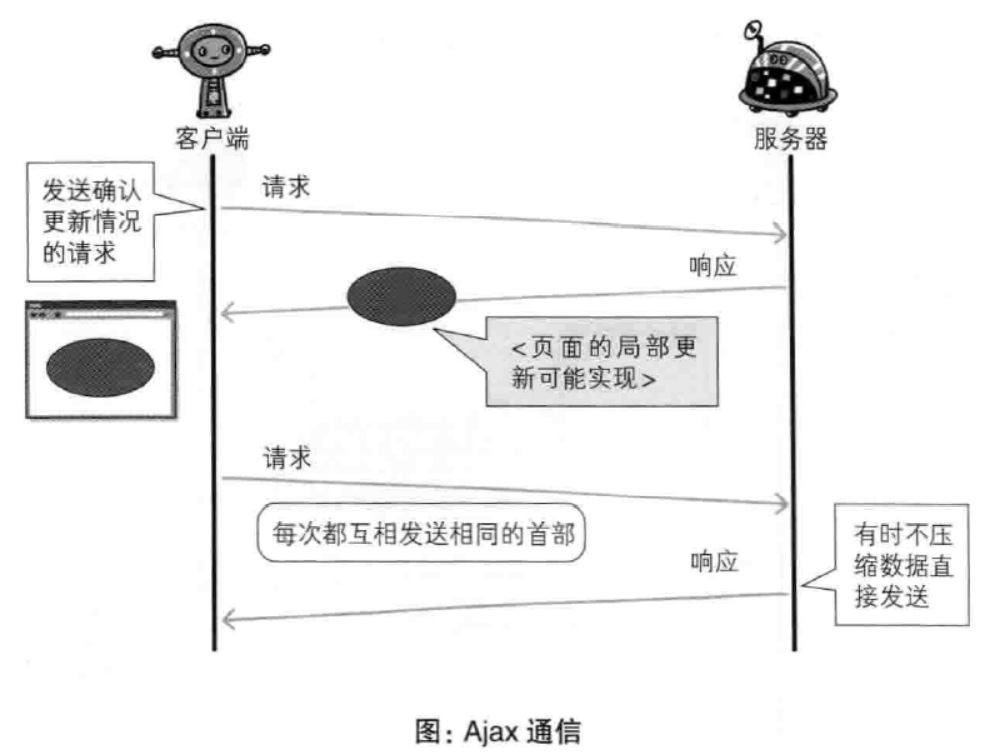 客户端
服务器
发送确认
更新情况
的请求
请求
响应
<页面的局部更
新可能实现>
请求
每次都互相发送相同的首部
响应
有时不压
缩数据直
接发送
图：Ajax 通信